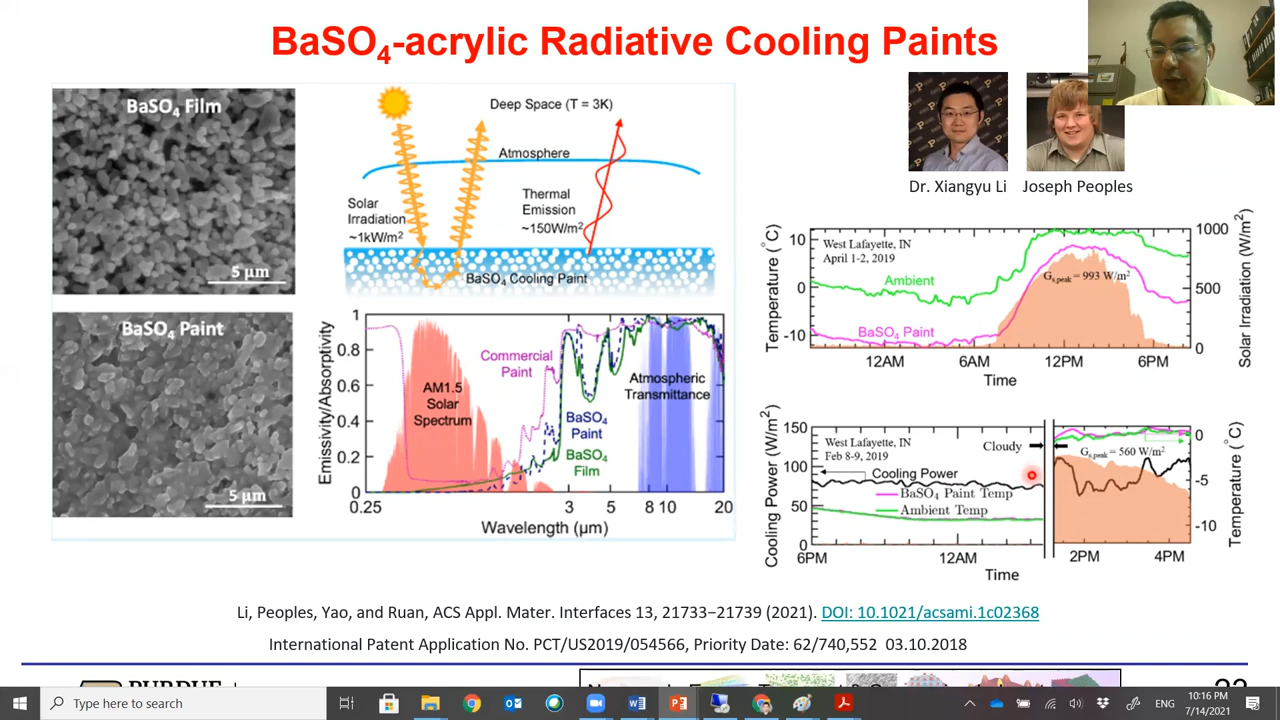 BaSO4-acrylic Radiative Cooling Paints
BaSO4 Film
5 μm
BaSO4 Paint
5 μm
Deep Space (T = 3K)
Atmosphere
Solar
Irradiation
~1kW/m²
Thermal
Emission
~150W/m²
BaSO4 Cooling Paint
Emissivity/Absorptivity
1
0.8
0.6
0.4
0.2
0
Commercial
Paint
AM1.5
Solar
Spectrum
Atmospheric
Transmittance
BaSO4
Paint
BaSO4
Film
0.25 3 5 8 10 20
Wavelength (μm)
Dr. Xiangyu Li Joseph Peoples
Temperature (°C)
10
0
-10
West Lafayette, IN
April 1-2, 2019
Ambient
BaSO4 Paint
Gs,peak = 993 W/m²
1000
500
0
Solar Irradiation (W/m²)
12AM 6AM 12PM 6PM
Time
Cooling Power (W/m²)
150
100
50
0
West Lafayette, IN
Feb 8-9, 2019
Cloudy
Cooling Power
BaSO4 Paint Temp
Ambient Temp
Gs,peak = 560 W/m²
0
-5
-10
Temperature (°C)
6PM 12AM 2PM 4PM
Time
Li, Peoples, Yao, and Ruan, ACS Appl. Mater. Interfaces 13, 21733−21739 (2021). DOI: 10.1021/acsami.1c02368
International Patent Application No. PCT/US2019/054566, Priority Date: 62/740,552 03.10.2018
PURDUE
Type here to search
ENG
10:16 PM
7/14/2021